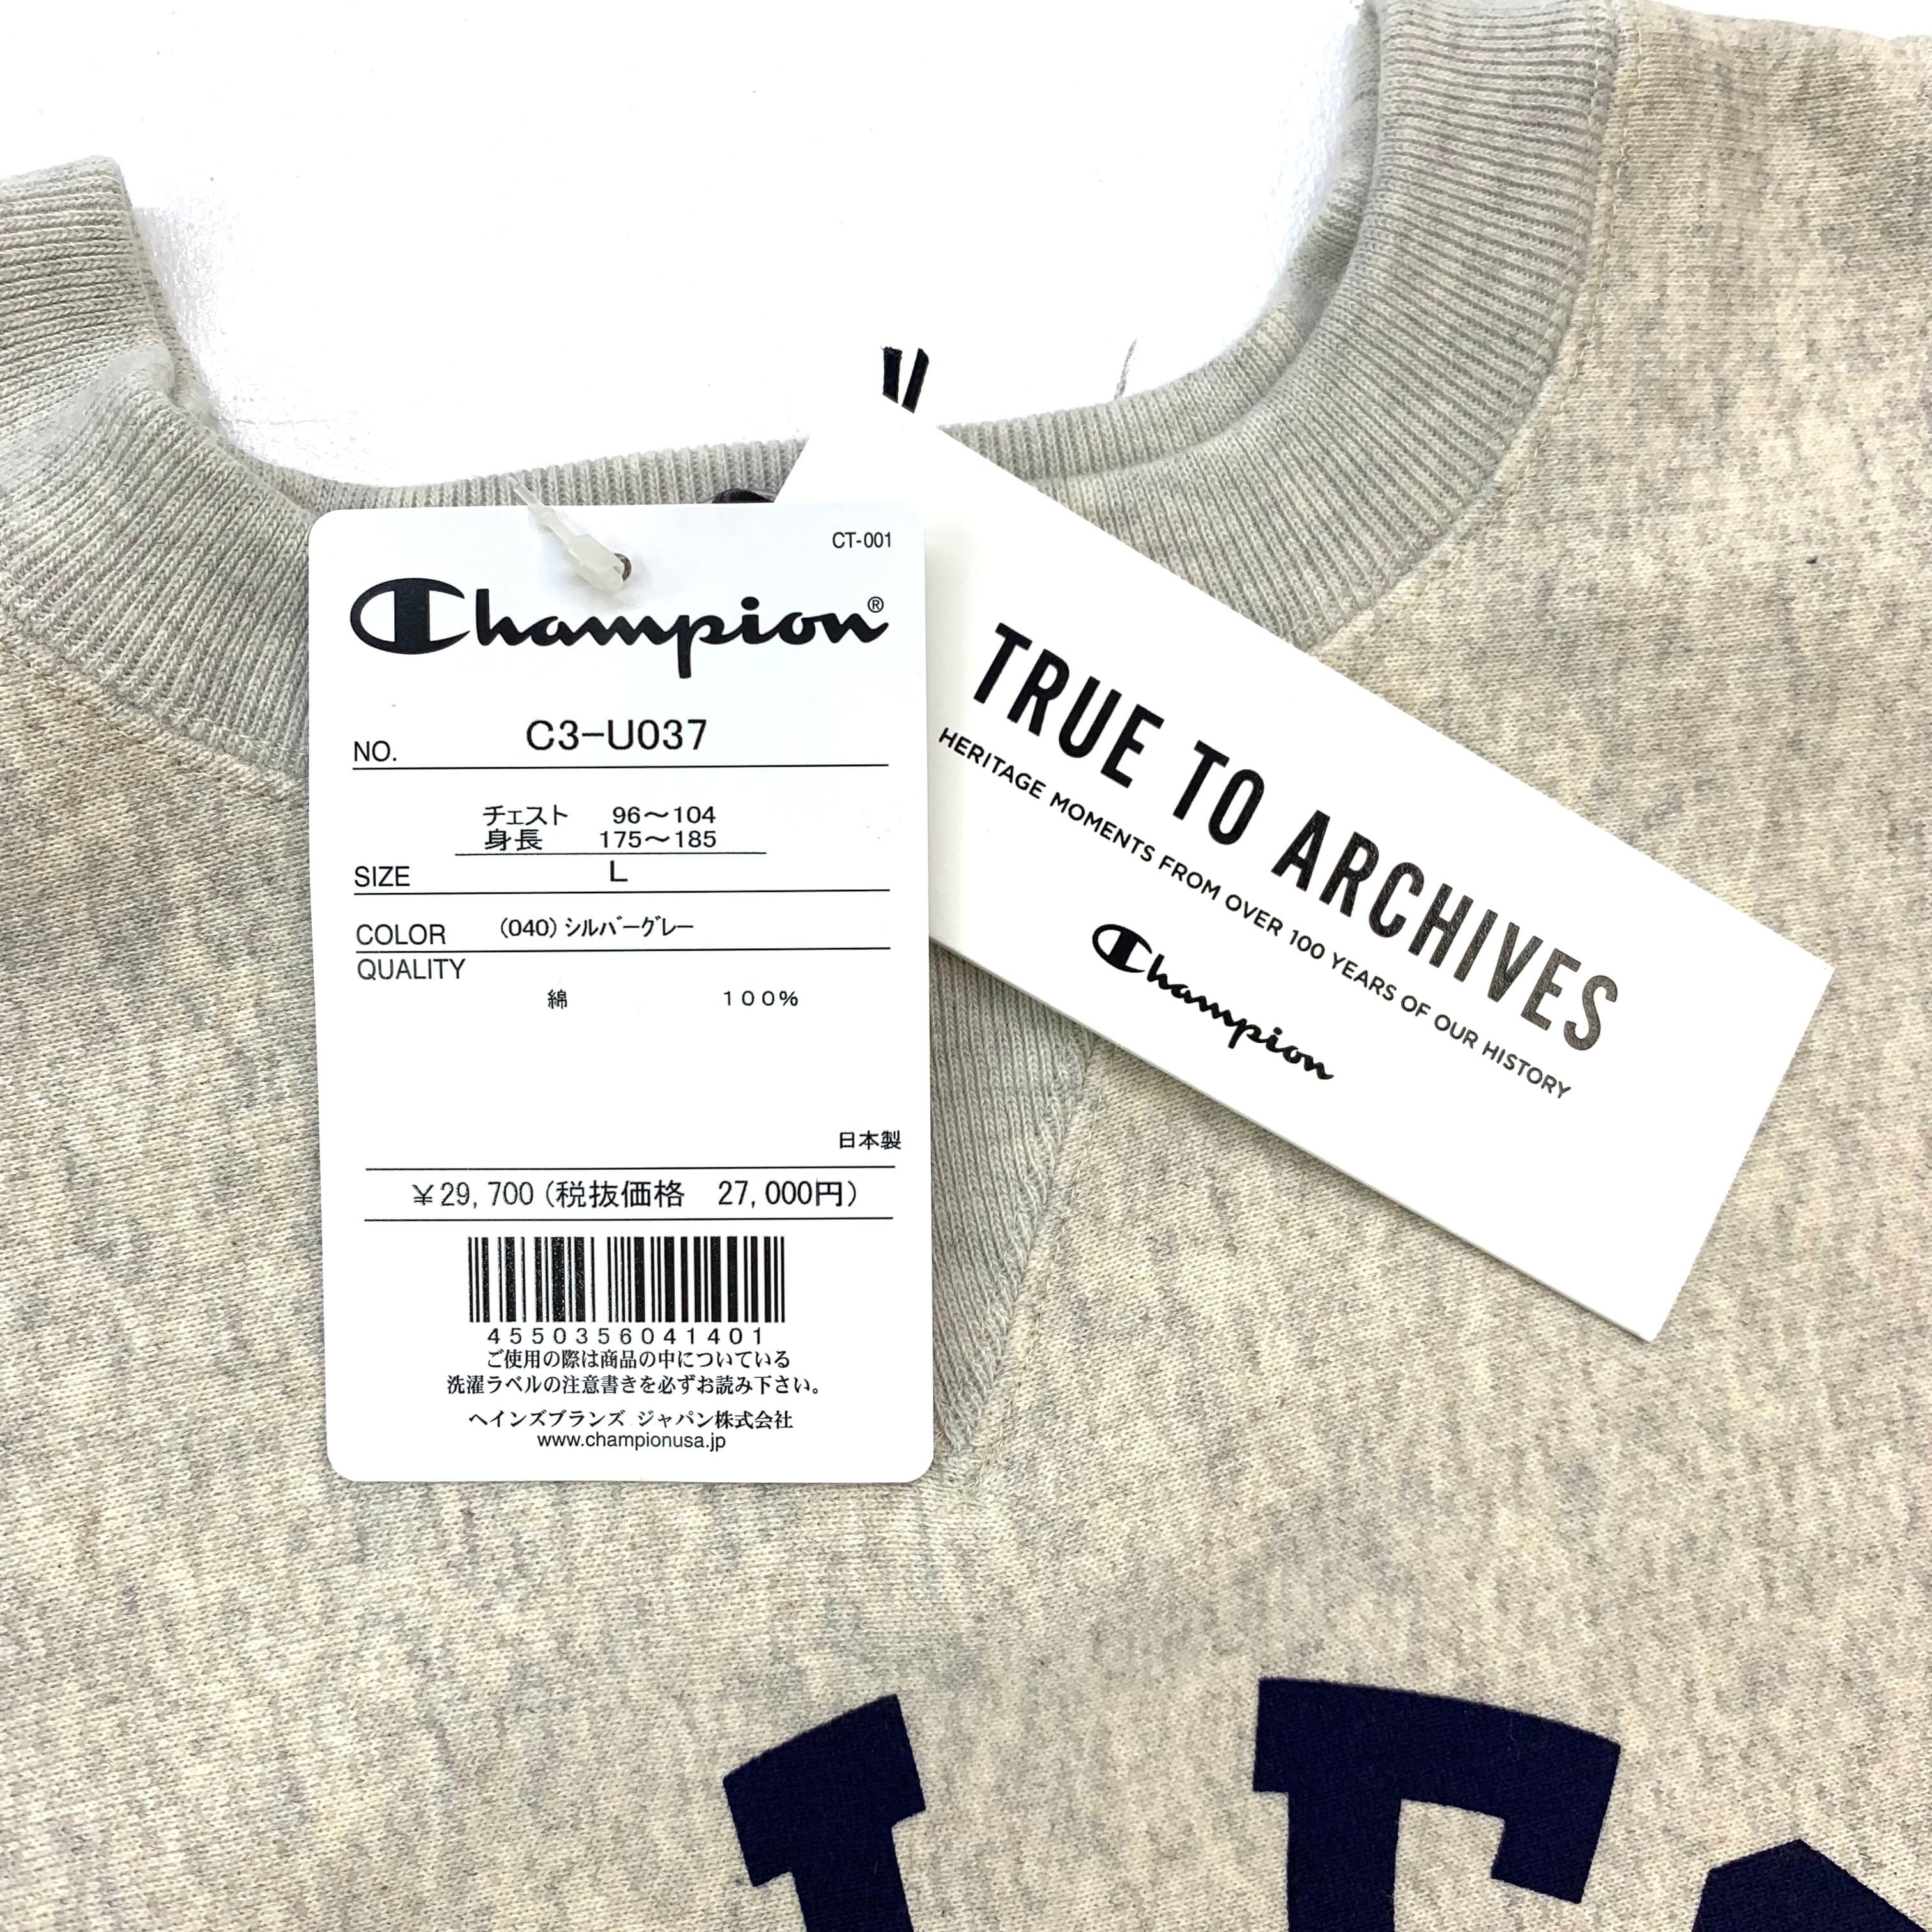 CT-001
Champion®
NO. C3-U037
チェスト 96～104
身長 175～185
SIZE L
COLOR (040) シルバーグレー
QUALITY
綿 100%
日本製
￥29,700 (税抜価格 27,000円)
4550356041401
ご使用の際は商品の中についている
洗濯ラベルの注意書きを必ずお読み下さい。
ヘインズブランズ ジャパン株式会社
www.championusa.jp
TRUE TO ARCHIVES
HERITAGE MOMENTS FROM OVER 100 YEARS OF OUR HISTORY
Champion